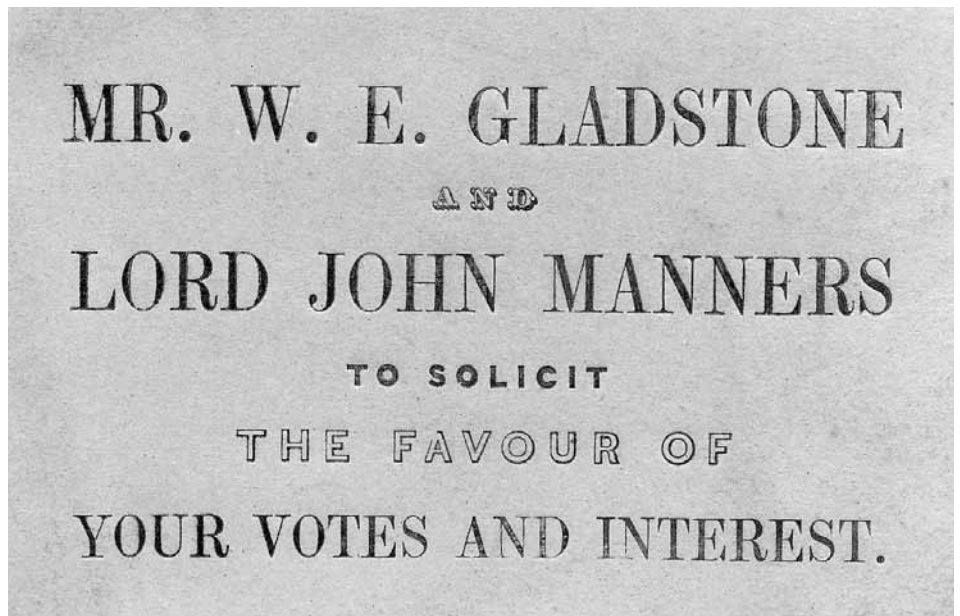 MR. W. E. GLADSTONE
AND
LORD JOHN MANNERS
TO SOLICIT
THE FAVOUR OF
YOUR VOTES AND INTEREST.